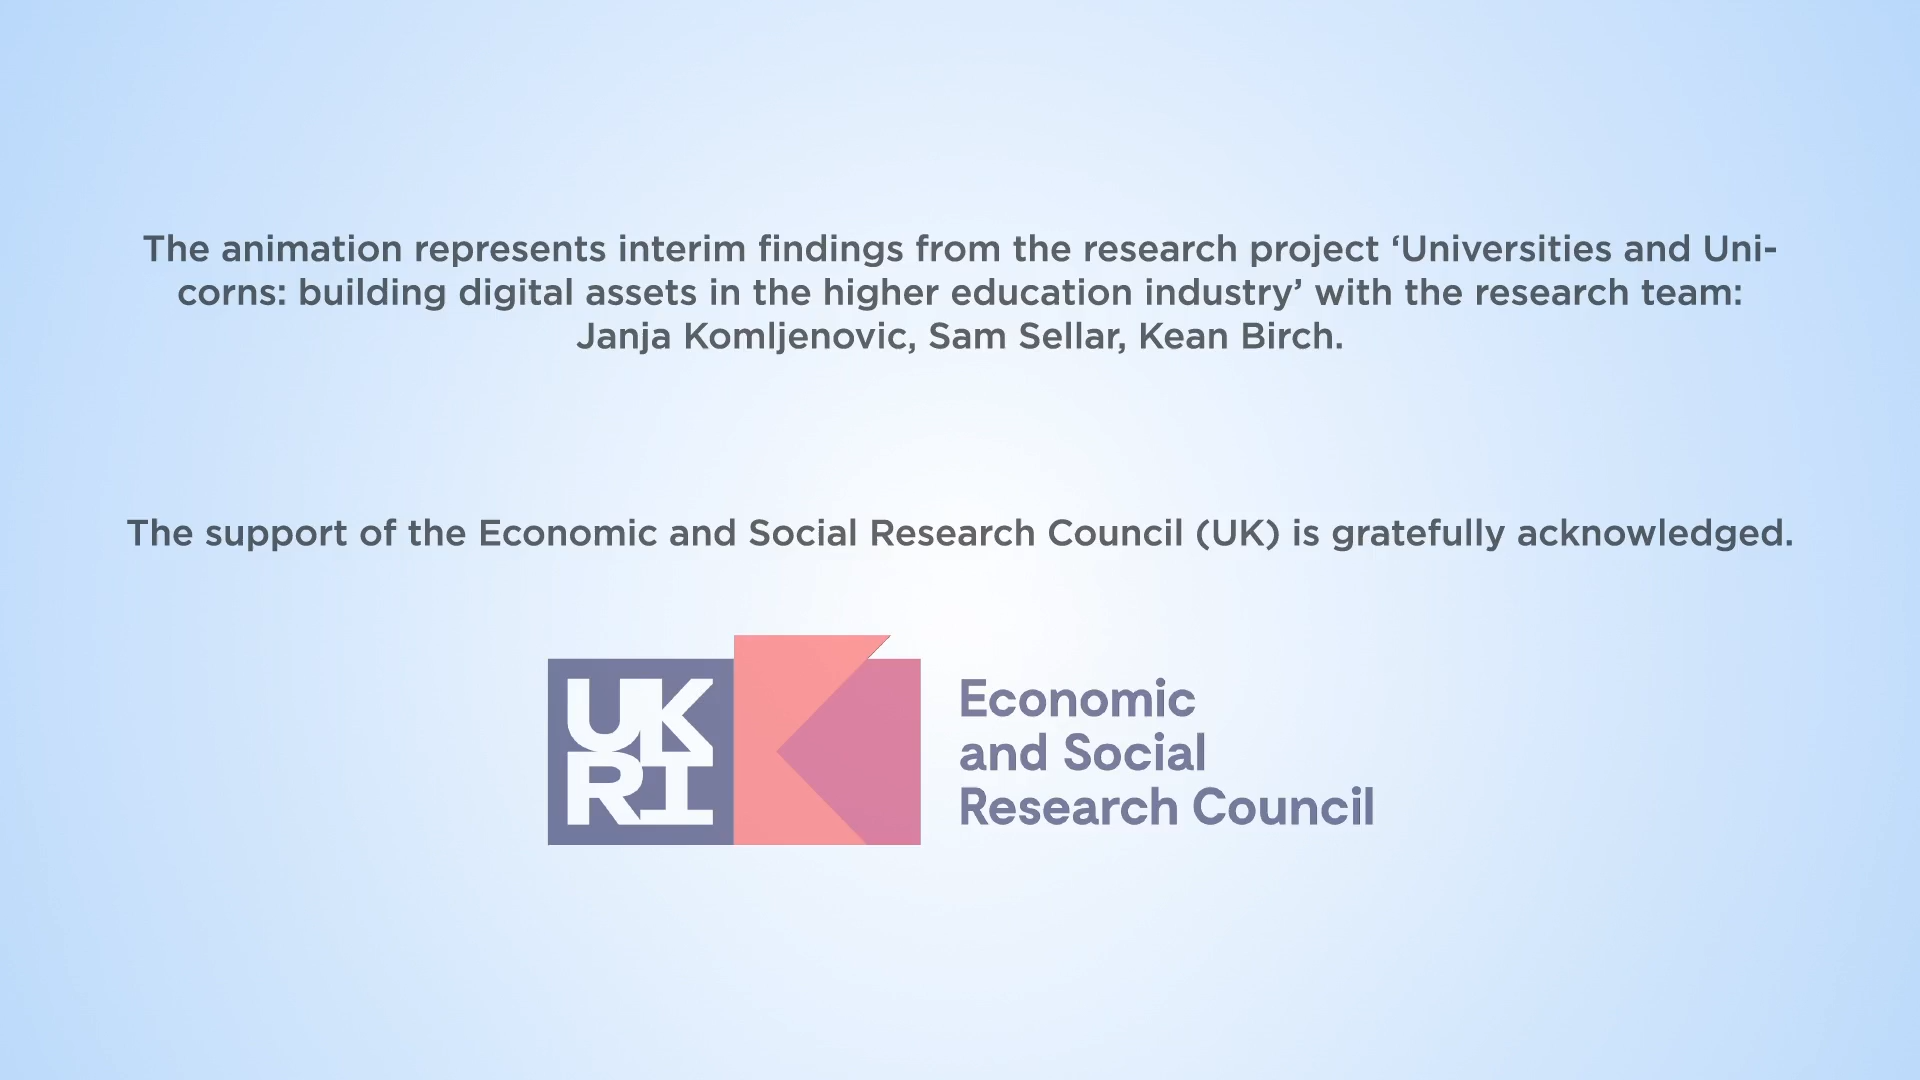 The animation represents interim findings from the research project ‘Universities and Uni-
corns: building digital assets in the higher education industry’ with the research team:
Janja Komljenovic, Sam Sellar, Kean Birch.
The support of the Economic and Social Research Council (UK) is gratefully acknowledged.
UK
RI
Economic
and Social
Research Council